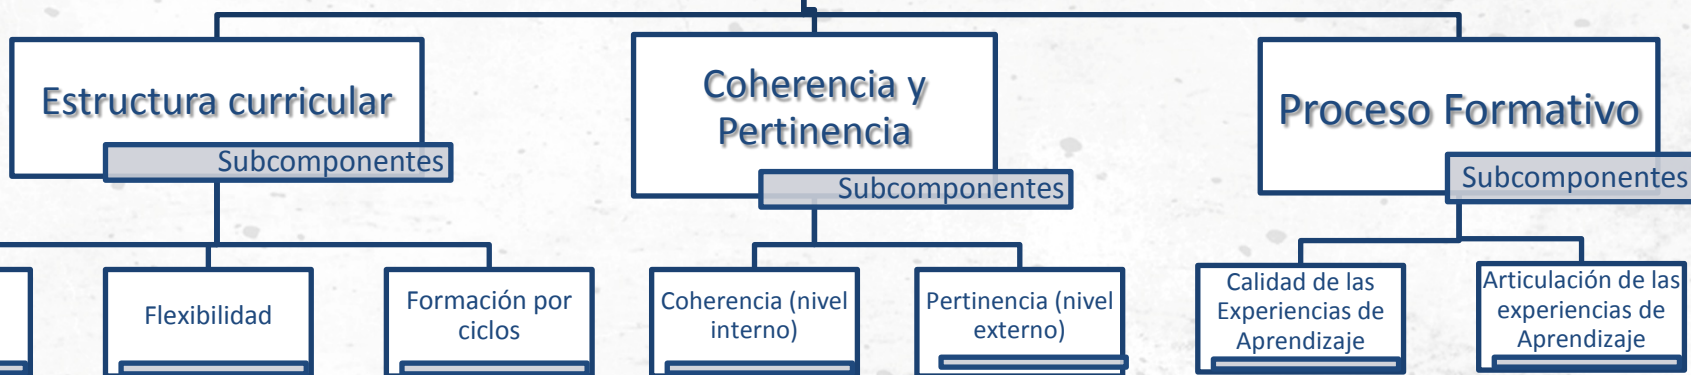 Estructura curricular
Subcomponentes
Coherencia y
Pertinencia
Subcomponentes
Proceso Formativo
Subcomponentes
Flexibilidad
Formación por
ciclos
Coherencia (nivel
interno)
Pertinencia (nivel
externo)
Calidad de las
Experiencias de
Aprendizaje
Articulación de las
experiencias de
Aprendizaje